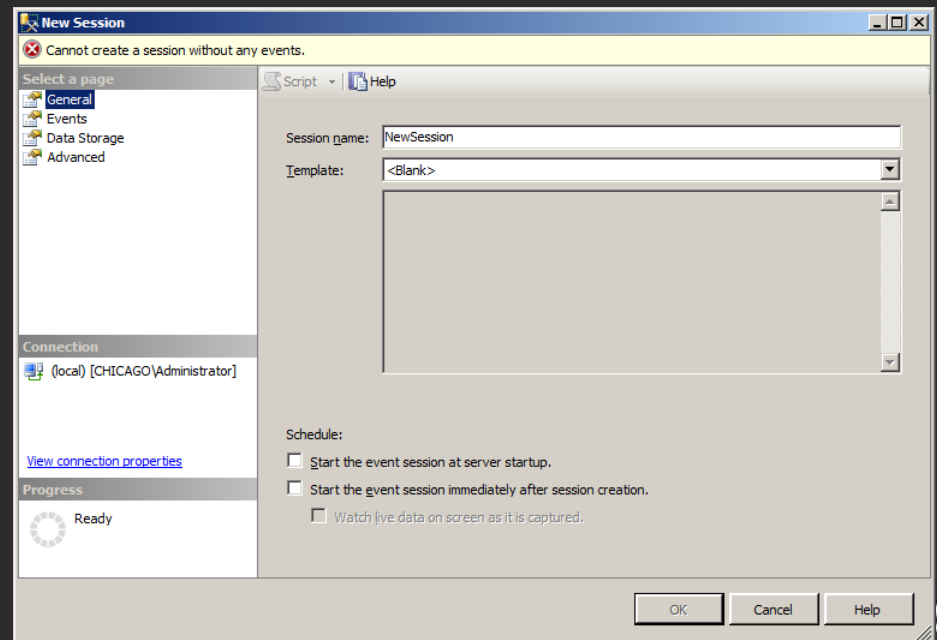 New Session
Cannot create a session without any events.
Select a page
General
Events
Data Storage
Advanced
Script
Help
Session name: NewSession
Template: <Blank>
Connection
(local) [CHICAGO\Administrator]
View connection properties
Progress
Ready
Schedule:
Start the event session at server startup.
Start the event session immediately after session creation.
Watch live data on screen as it is captured.
OK
Cancel
Help